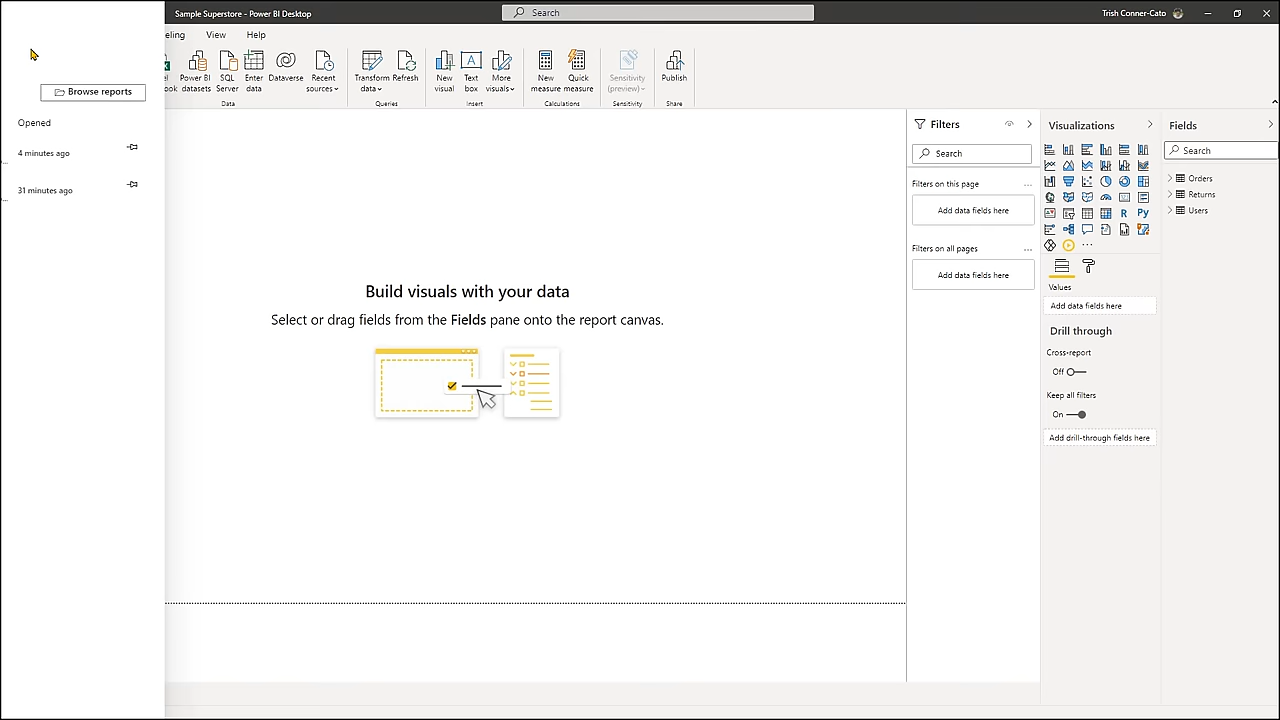 Sample Superstore - Power BI Desktop
Search
Trish Conner-Cato
eling
View
Help
Browse reports
Opened
4 minutes ago
31 minutes ago
Power BI datasets
SQL Server
Enter data
Dataverse
Recent sources
Data
Transform data
Refresh
Queries
New visual
Text box
More visuals
Insert
New measure
Quick measure
Calculations
Sensitivity (preview)
Sensitivity
Publish
Share
Build visuals with your data
Select or drag fields from the Fields pane onto the report canvas.
Filters
Search
Filters on this page
...
Add data fields here
Filters on all pages
...
Add data fields here
Visualizations
R
Py
...
Values
Add data fields here
Drill through
Cross-report
Off
Keep all filters
On
Add drill-through fields here
Fields
Search
Orders
Returns
Users